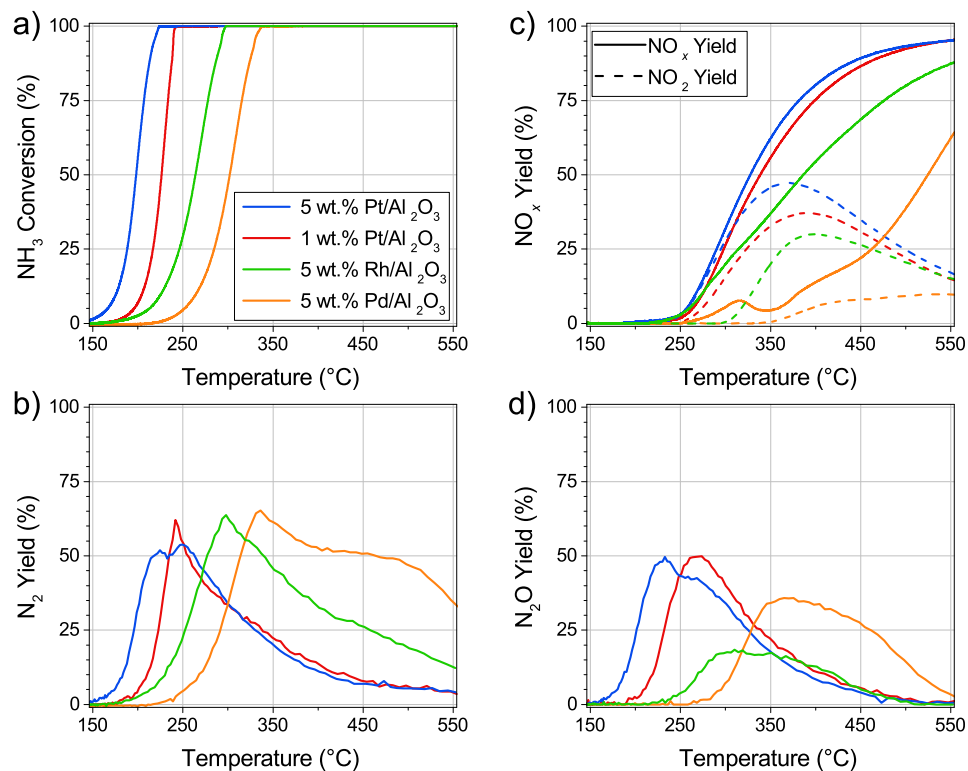 a)
100
75
50
25
0
NH3 Conversion (%)
5 wt.% Pt/Al2O3
1 wt.% Pt/Al2O3
5 wt.% Rh/Al2O3
5 wt.% Pd/Al2O3
150 250 350 450 550
Temperature (°C)
c)
100
75
50
25
0
NOx Yield (%)
NOx Yield
NO2 Yield
150 250 350 450 550
Temperature (°C)
b)
100
75
50
25
0
N2 Yield (%)
150 250 350 450 550
Temperature (°C)
d)
100
75
50
25
0
N2O Yield (%)
150 250 350 450 550
Temperature (°C)